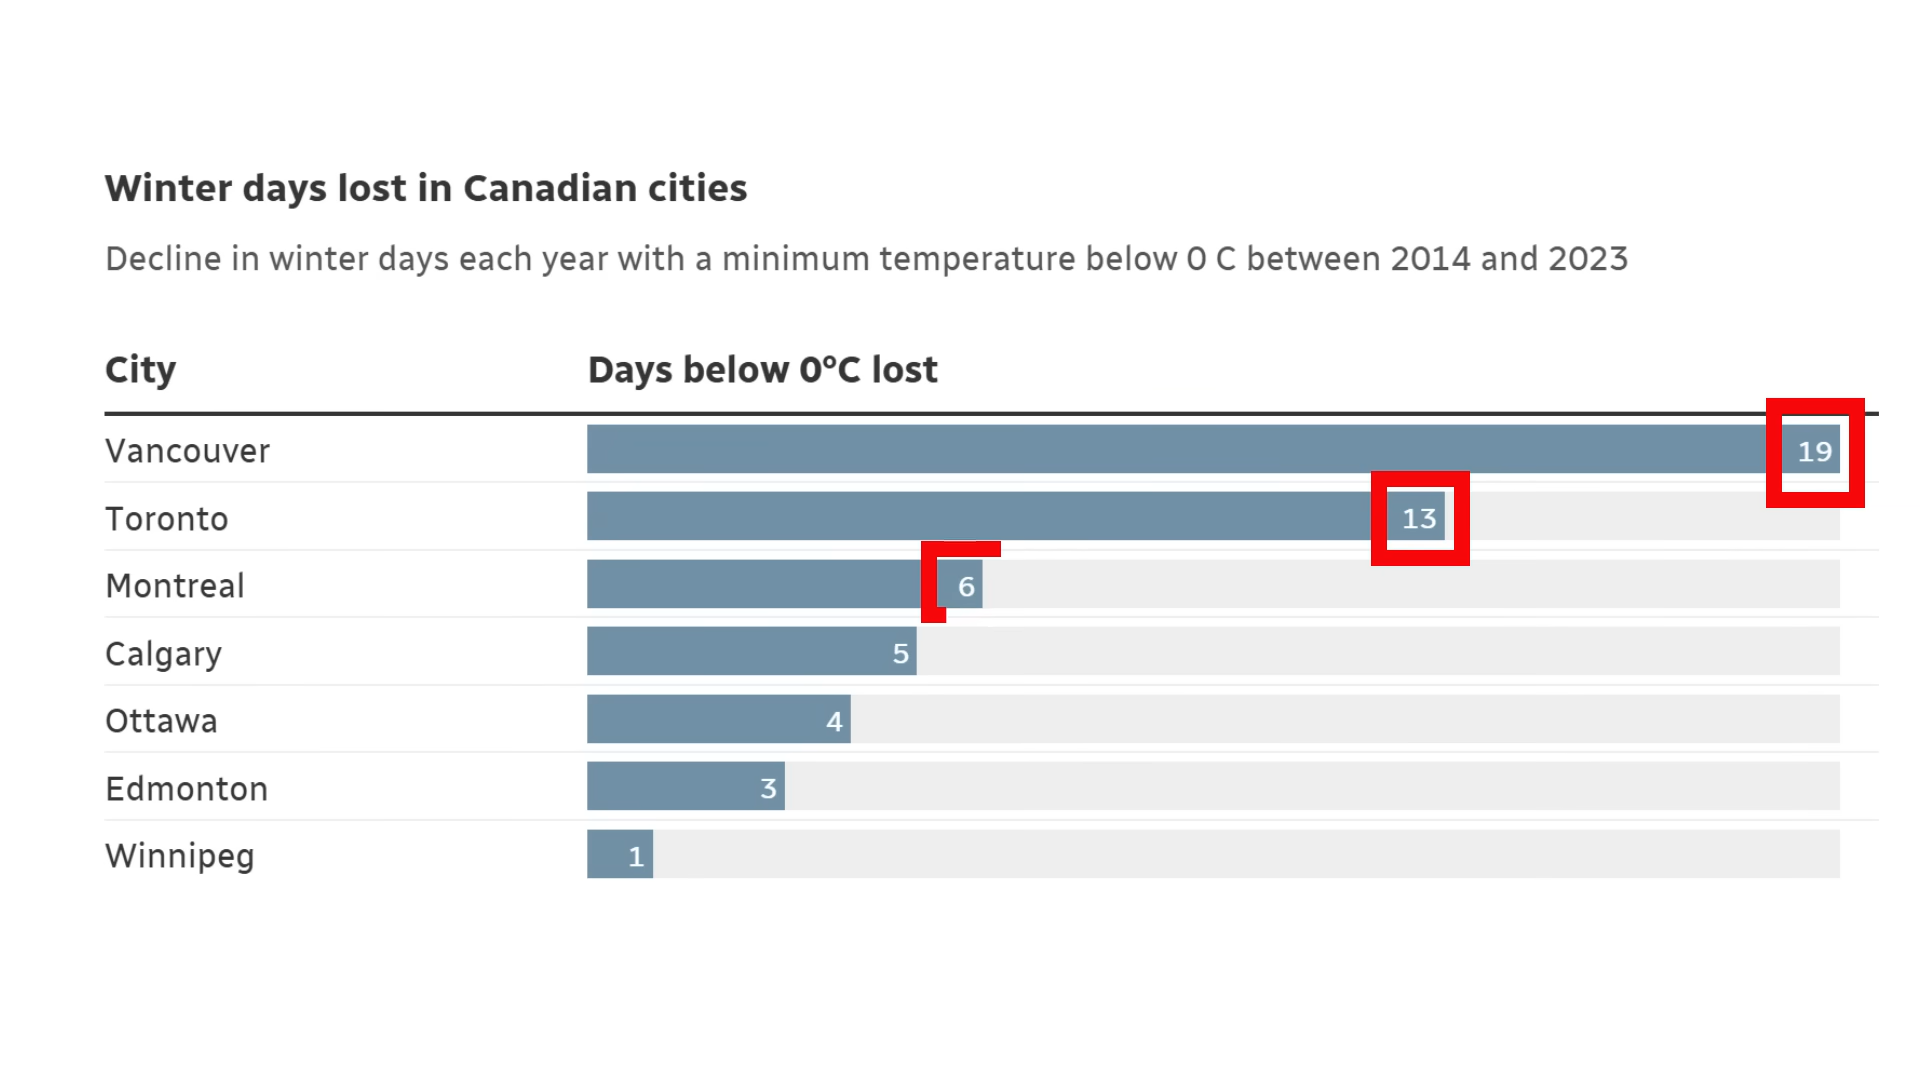 Winter days lost in Canadian cities
Decline in winter days each year with a minimum temperature below 0 C between 2014 and 2023
City Days below 0°C lost
Vancouver 19
Toronto 13
Montreal 6
Calgary 5
Ottawa 4
Edmonton 3
Winnipeg 1